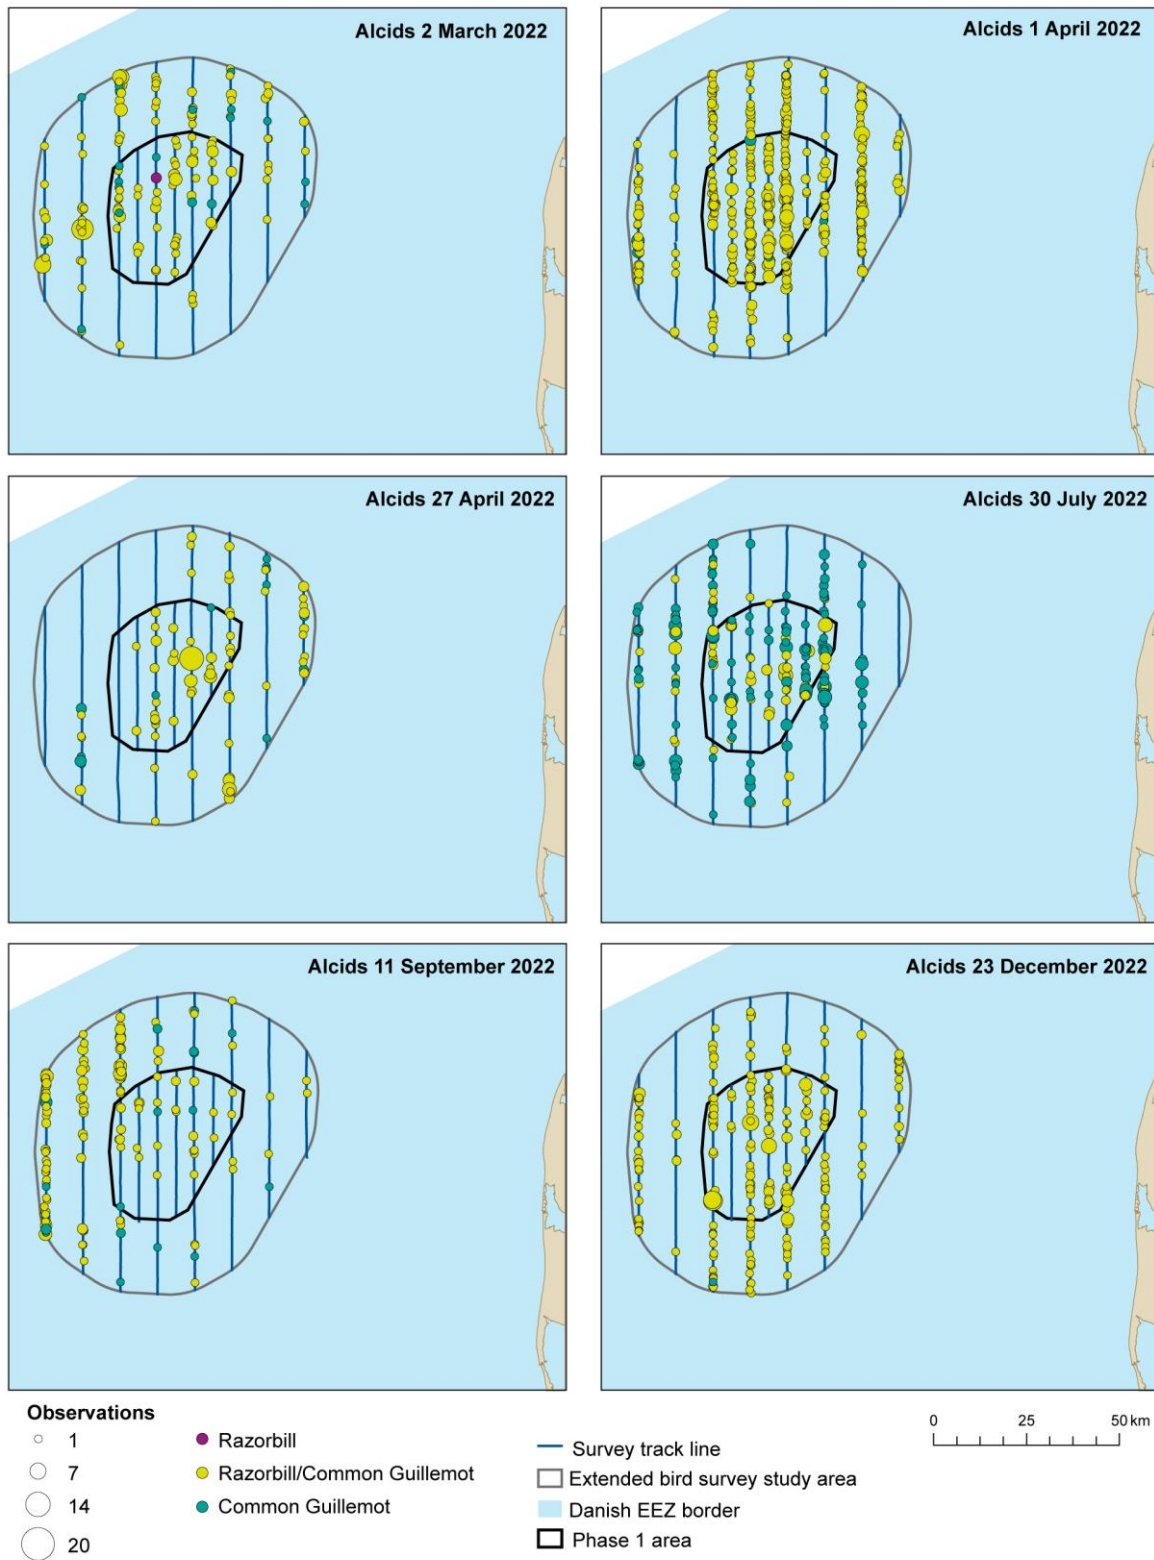 Alcids 2 March 2022
Alcids 1 April 2022
Alcids 27 April 2022
Alcids 30 July 2022
Alcids 11 September 2022
Alcids 23 December 2022
Observations
1
7
14
20
Razorbill
Razorbill/Common Guillemot
Common Guillemot
Survey track line
Extended bird survey study area
Danish EEZ border
Phase 1 area
0 25 50 km